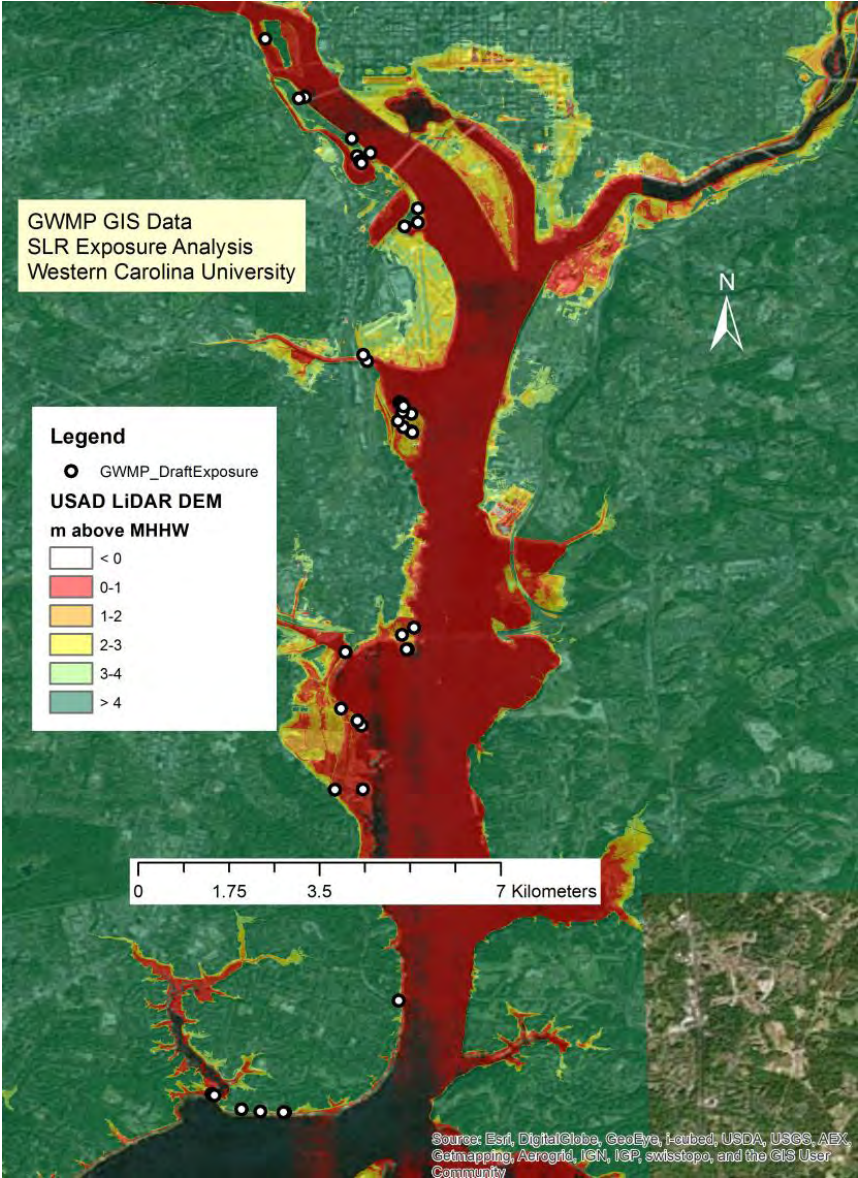 GWMP GIS Data
SLR Exposure Analysis
Western Carolina University
N
Legend
GWMP_DraftExposure
USAD LiDAR DEM
m above MHHW
< 0
0-1
1-2
2-3
3-4
> 4
0 1.75 3.5 7 Kilometers
Source: Esri, DigitalGlobe, GeoEye, i-cubed, USDA, USGS, AEX,
Getmapping, Aerogrid, IGN, IGP, swisstopo, and the GIS User
Community